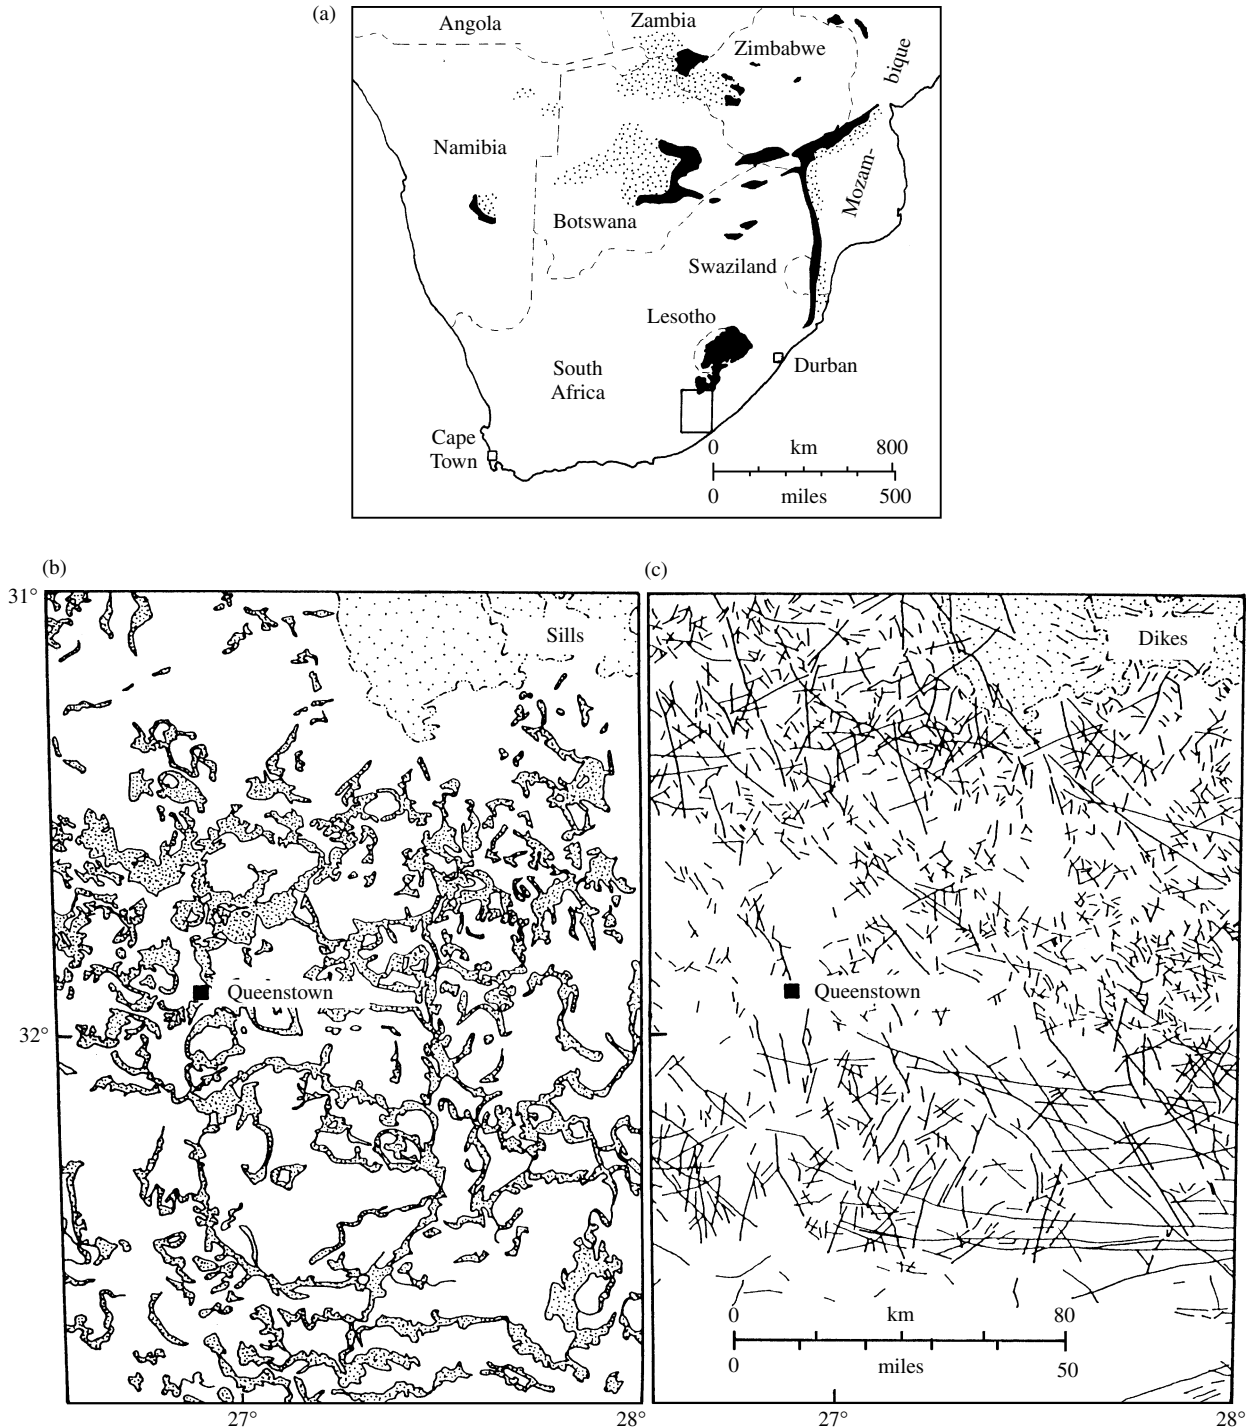 (a)
Angola
Zambia
Zimbabwe
bique
Namibia
Mozam-
Botswana
Swaziland
Lesotho
South
Africa
Durban
Cape
Town
0 km 800
0 miles 500
(b)
31°
Sills
Queenstown
32°
27° 28°
(c)
Dikes
Queenstown
0 km 80
0 miles 50
27° 28°